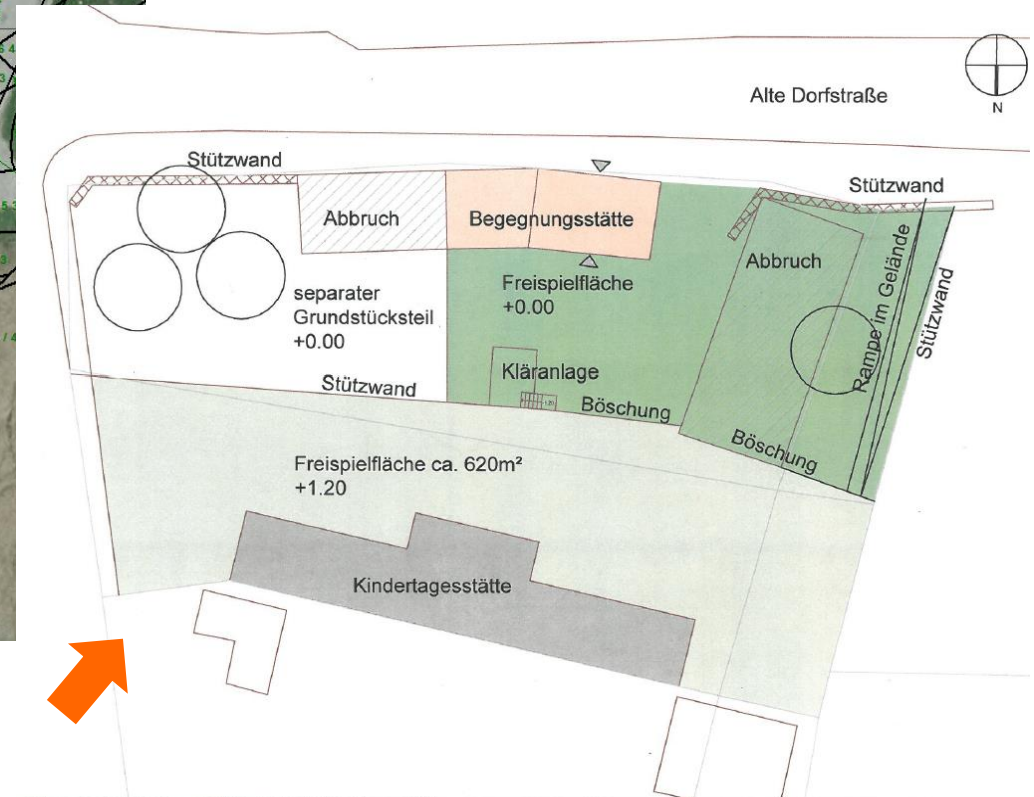 Alte Dorfstraße
N
Stützwand
Stützwand
Abbruch
Begegnungsstätte
Abbruch
Rampe im Gelände
Stützwand
Freispielfläche
+0.00
separater
Grundstücksteil
+0.00
Kläranlage
Stützwand
Böschung
Böschung
Freispielfläche ca. 620m²
+1.20
Kindertagesstätte